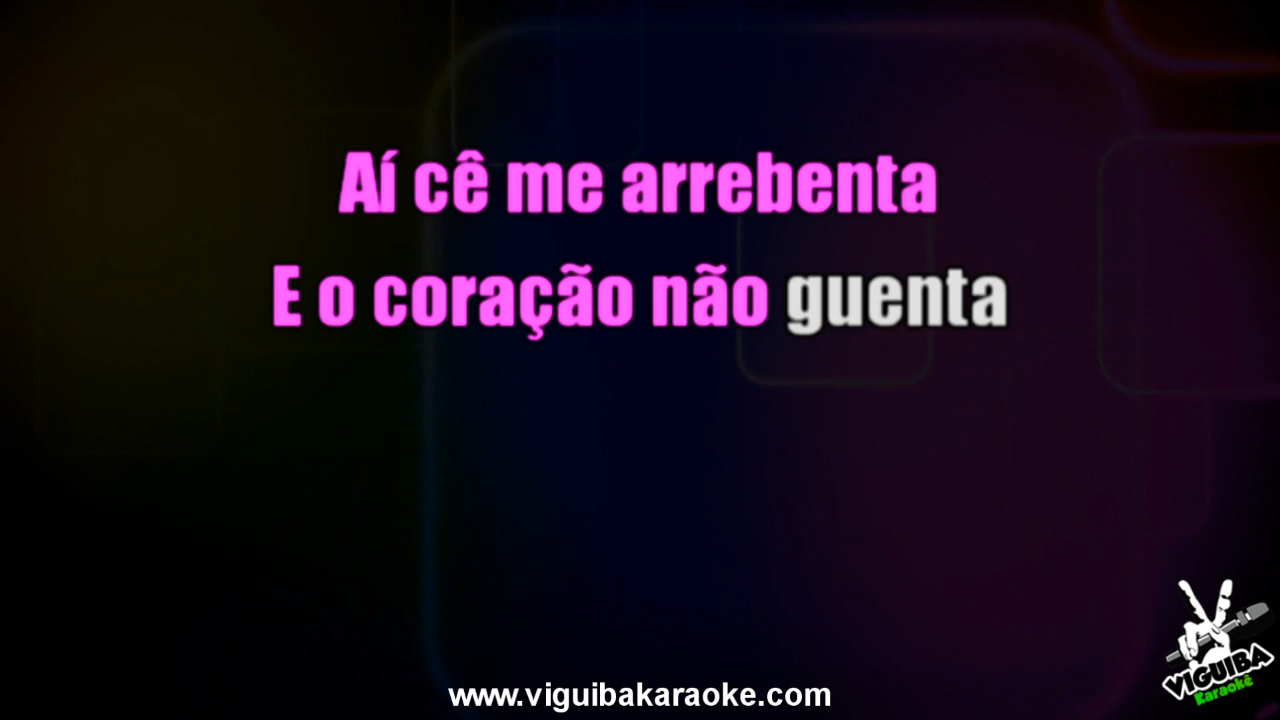 Aí cê me arrebenta
E o coração não guenta
VIGUIBA
Karaokê
www.viguibakaraoke.com